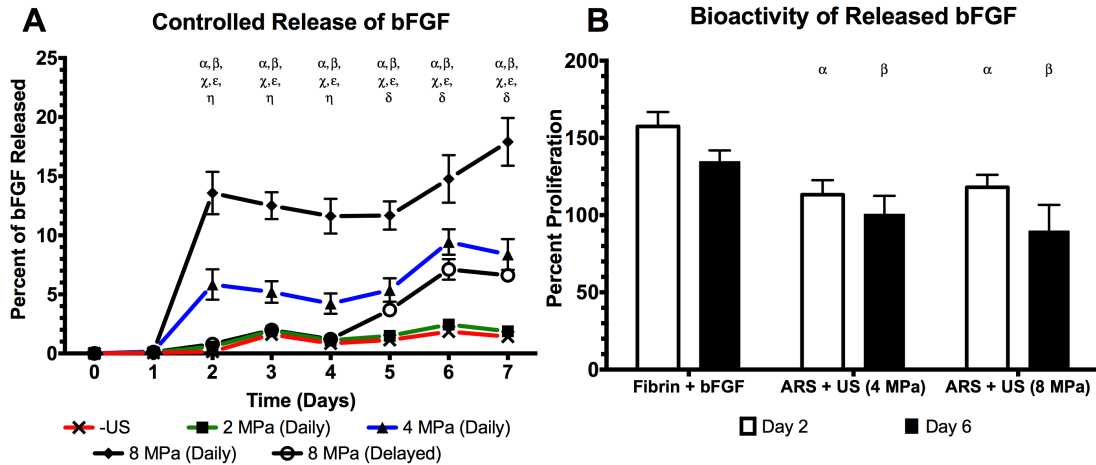 A
Controlled Release of bFGF
Percent of bFGF Released
25
20
15
10
5
0
α,β, α,β, α,β, α,β, α,β, α,β,
χ,ε, χ,ε, χ,ε, χ,ε, χ,ε, χ,ε,
η η η δ δ δ
0 1 2 3 4 5 6 7
Time (Days)
-US 2 MPa (Daily) 4 MPa (Daily)
8 MPa (Daily) 8 MPa (Delayed)
B
Bioactivity of Released bFGF
Percent Proliferation
200
150
100
50
0
α β α β
Fibrin + bFGF ARS + US (4 MPa) ARS + US (8 MPa)
Day 2 Day 6